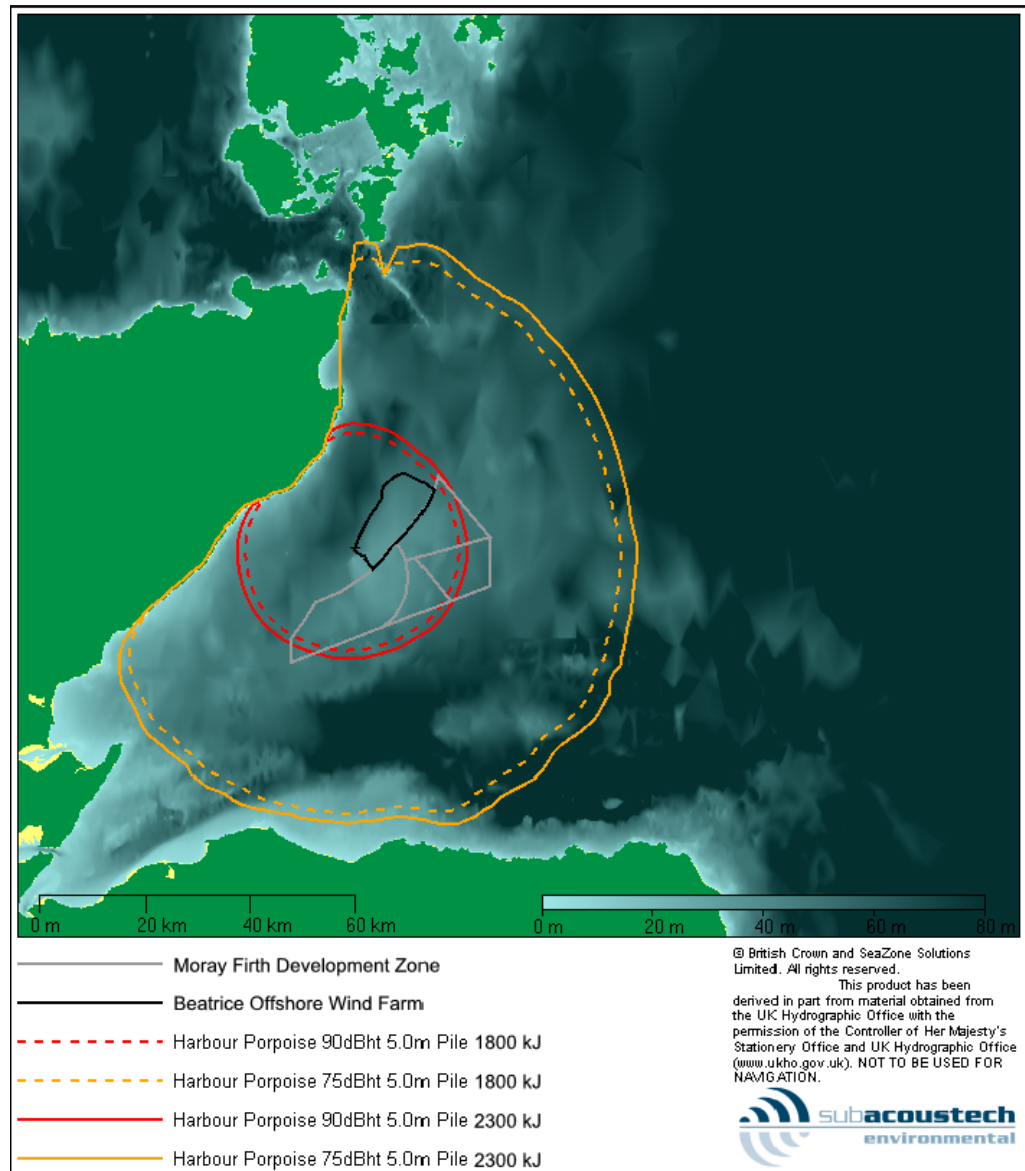 0 m 20 km 40 km 60 km 0 m 20 m 40 m 60 m 80 m
Moray Firth Development Zone
Beatrice Offshore Wind Farm
Harbour Porpoise 90dBht 5.0m Pile 1800 kJ
Harbour Porpoise 75dBht 5.0m Pile 1800 kJ
Harbour Porpoise 90dBht 5.0m Pile 2300 kJ
Harbour Porpoise 75dBht 5.0m Pile 2300 kJ
© British Crown and SeaZone Solutions
Limited. All rights reserved.
This product has been
derived in part from material obtained from
the UK Hydrographic Office with the
permission of the Controller of Her Majesty's
Stationery Office and UK Hydrographic Office
(www.ukho.gov.uk). NOT TO BE USED FOR
NAVIGATION.
subacoustech
environmental